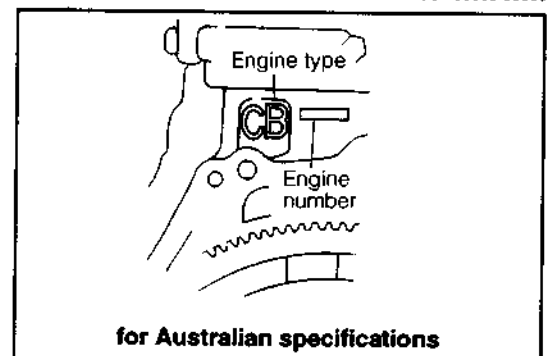 Engine type
CB
Engine
number
for Australian specifications